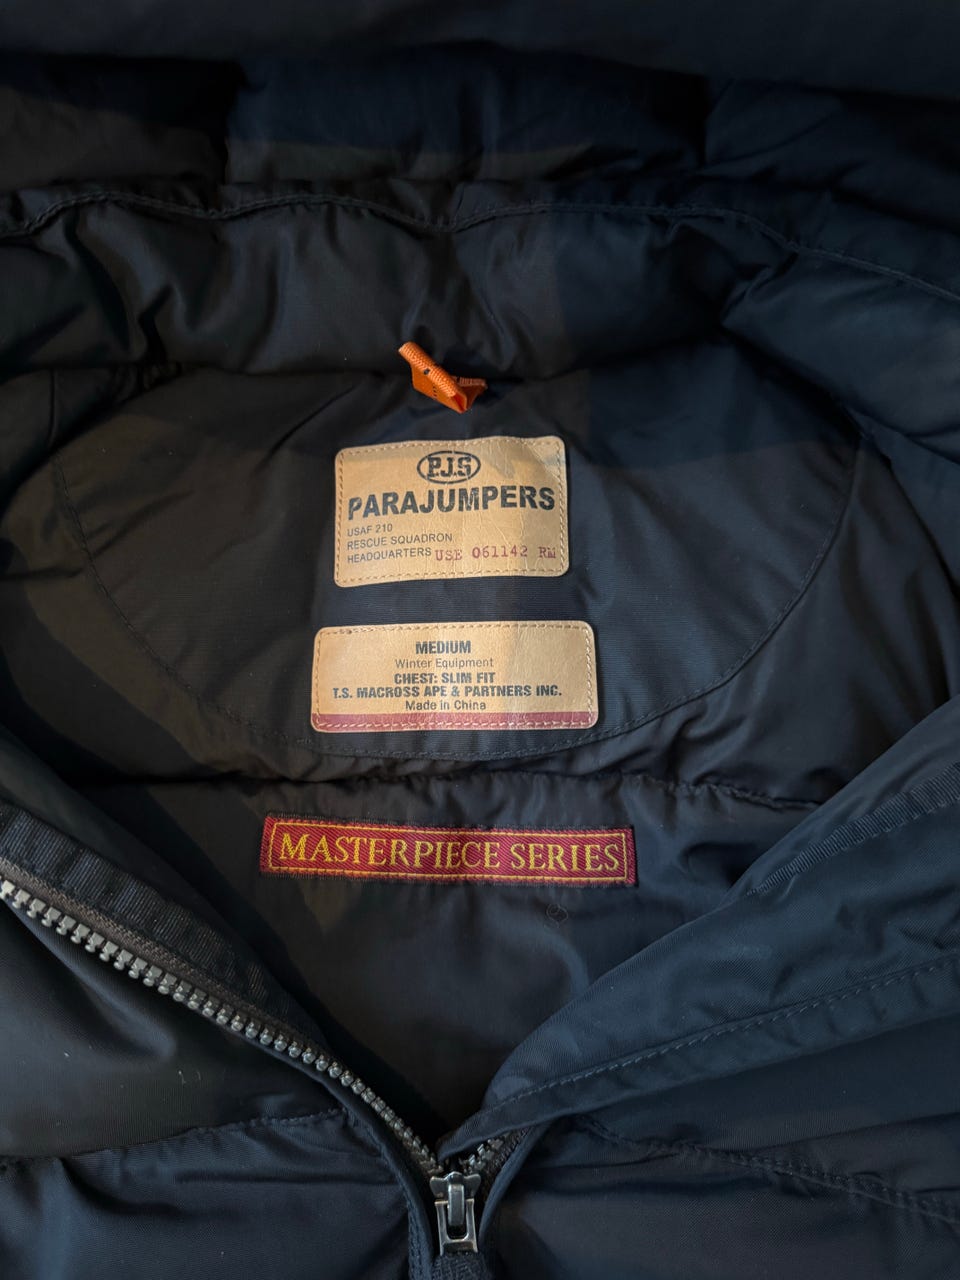 P.J.S
PARAJUMPERS
USAF 210
RESCUE SQUADRON
HEADQUARTERS USE 061142 RM
MEDIUM
Winter Equipment
CHEST: SLIM FIT
T.S. MACROSS APE & PARTNERS INC.
Made in China
MASTERPIECE SERIES